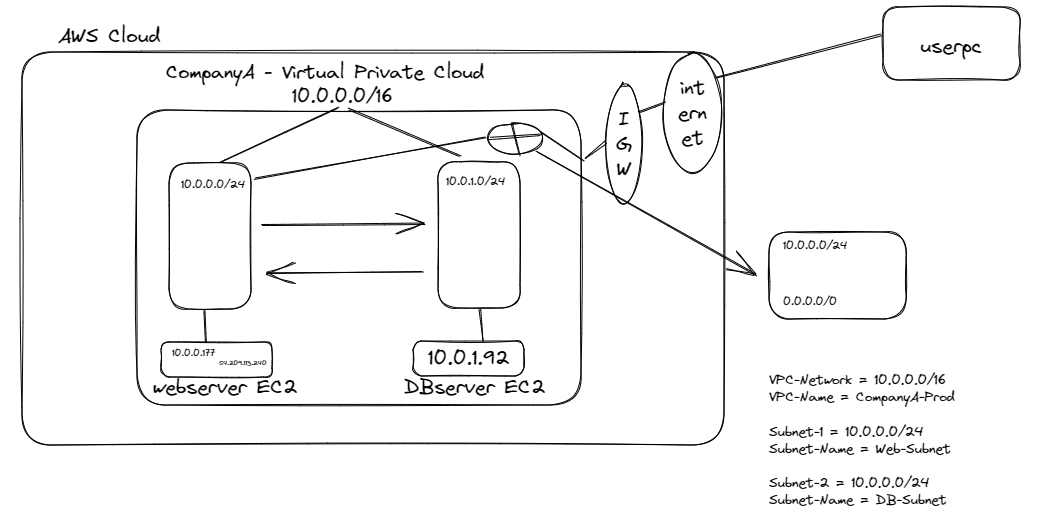 AWS Cloud
userpc
CompanyA - Virtual Private Cloud
10.0.0.0/16
int
ern
et
I
G
W
10.0.0.0/24
10.0.1.0/24
10.0.0.0/24
0.0.0.0/0
10.0.0.177
54.209.113.240
10.0.1.92
webserver EC2
DBserver EC2
VPC-Network = 10.0.0.0/16
VPC-Name = CompanyA-Prod
Subnet-1 = 10.0.0.0/24
Subnet-Name = Web-Subnet
Subnet-2 = 10.0.0.0/24
Subnet-Name = DB-Subnet